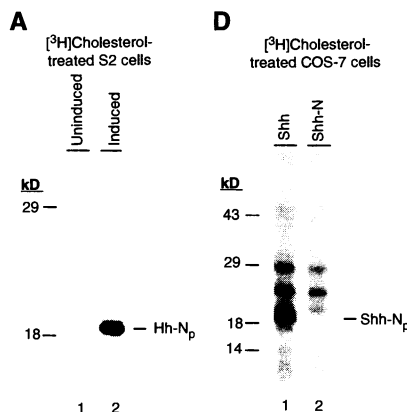 A
[³H]Cholesterol-
treated S2 cells
Uninduced
Induced
kD
29
18
Hh-Nₚ
1 2
D
[³H]Chol-
treated COS-7 cells
Shh
Shh-N
kD
43
29
18
14
Shh-Nₚ
1 2